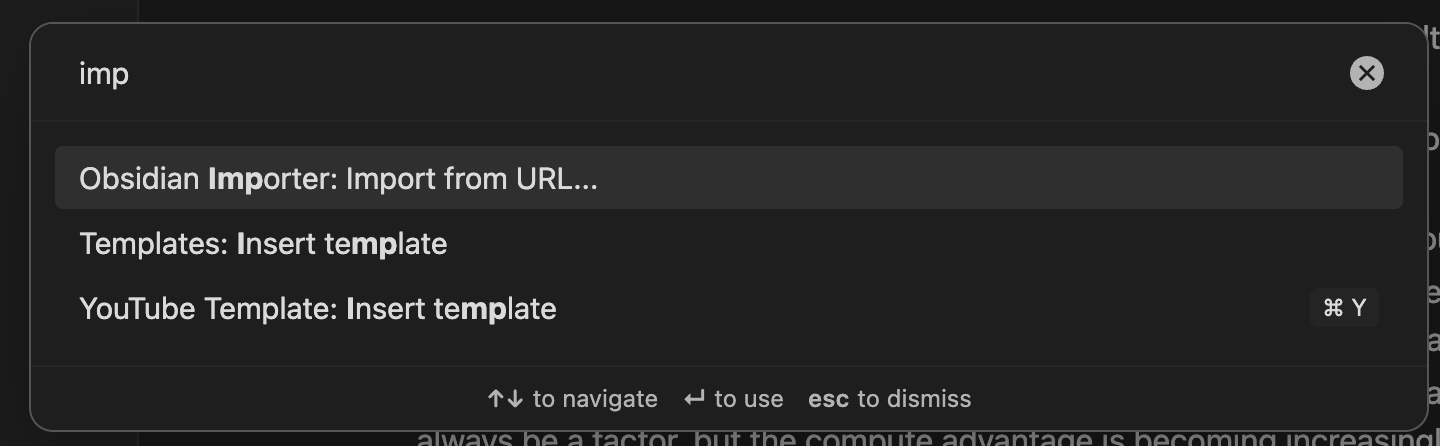 imp
Obsidian Importer: Import from URL...
Templates: Insert template
YouTube Template: Insert template ⌘ Y
↑↓ to navigate ↵ to use esc to dismiss
always be a factor, but the compute advantage is becoming increasingl